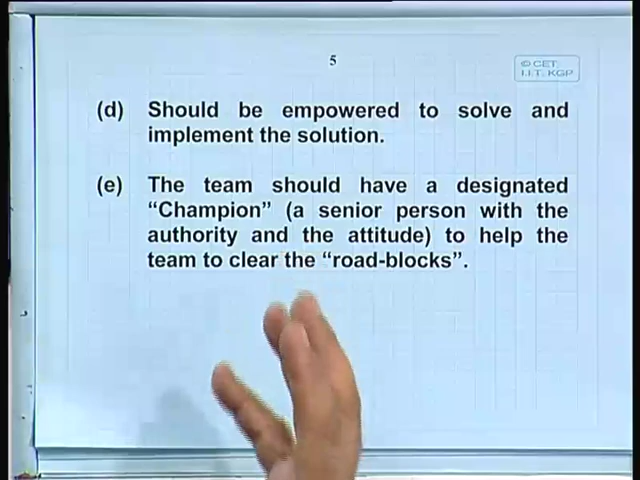 5
© CET
I.I.T. KGP
(d) Should be empowered to solve and
implement the solution.
(e) The team should have a designated
“Champion” (a senior person with the
authority and the attitude) to help the
team to clear the “road-blocks”.